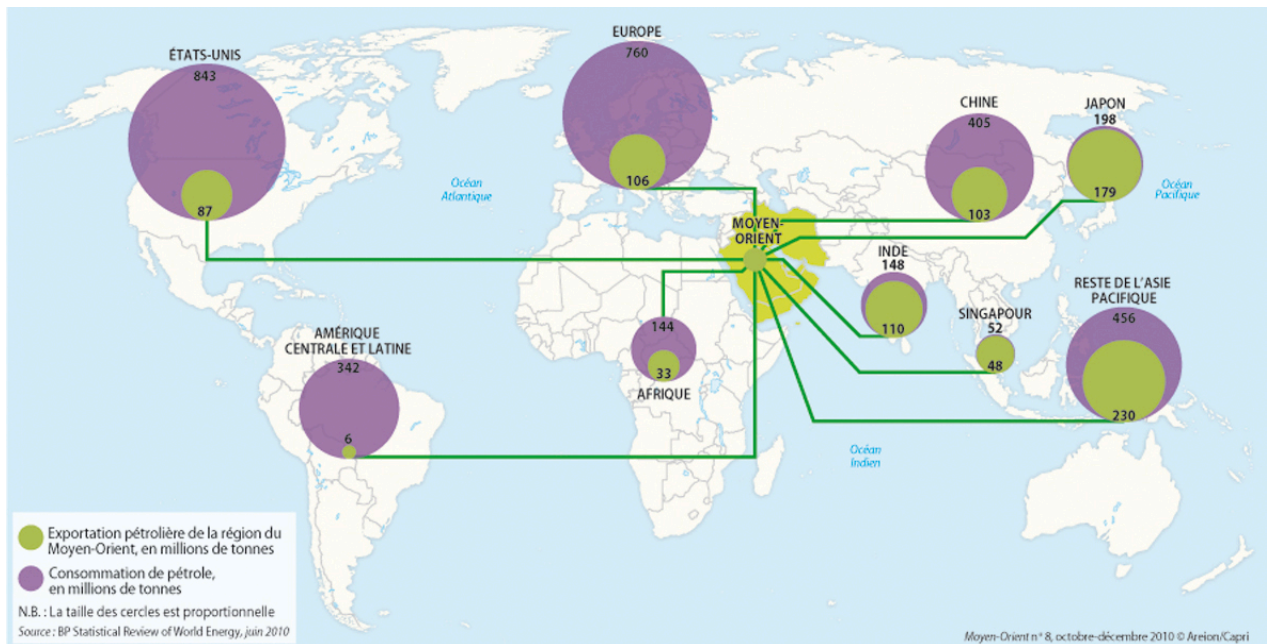 ÉTATS-UNIS
843
87
EUROPE
760
106
CHINE
405
103
JAPON
198
179
Océan
Atlantique
Océan
Pacifique
MOYEN-
ORIENT
INDE
148
110
SINGAPOUR
52
48
RESTE DE L'ASIE
PACIFIQUE
456
230
AMÉRIQUE
CENTRALE ET LATINE
342
6
144
33
AFRIQUE
Océan
Indien
Exportation pétrolière de la région du
Moyen-Orient, en millions de tonnes
Consommation de pétrole,
en millions de tonnes
N.B. : La taille des cercles est proportionnelle
Source : BP Statistical Review of World Energy, juin 2010
Moyen-Orient n° 8, octobre-décembre 2010 © Areion/Capri